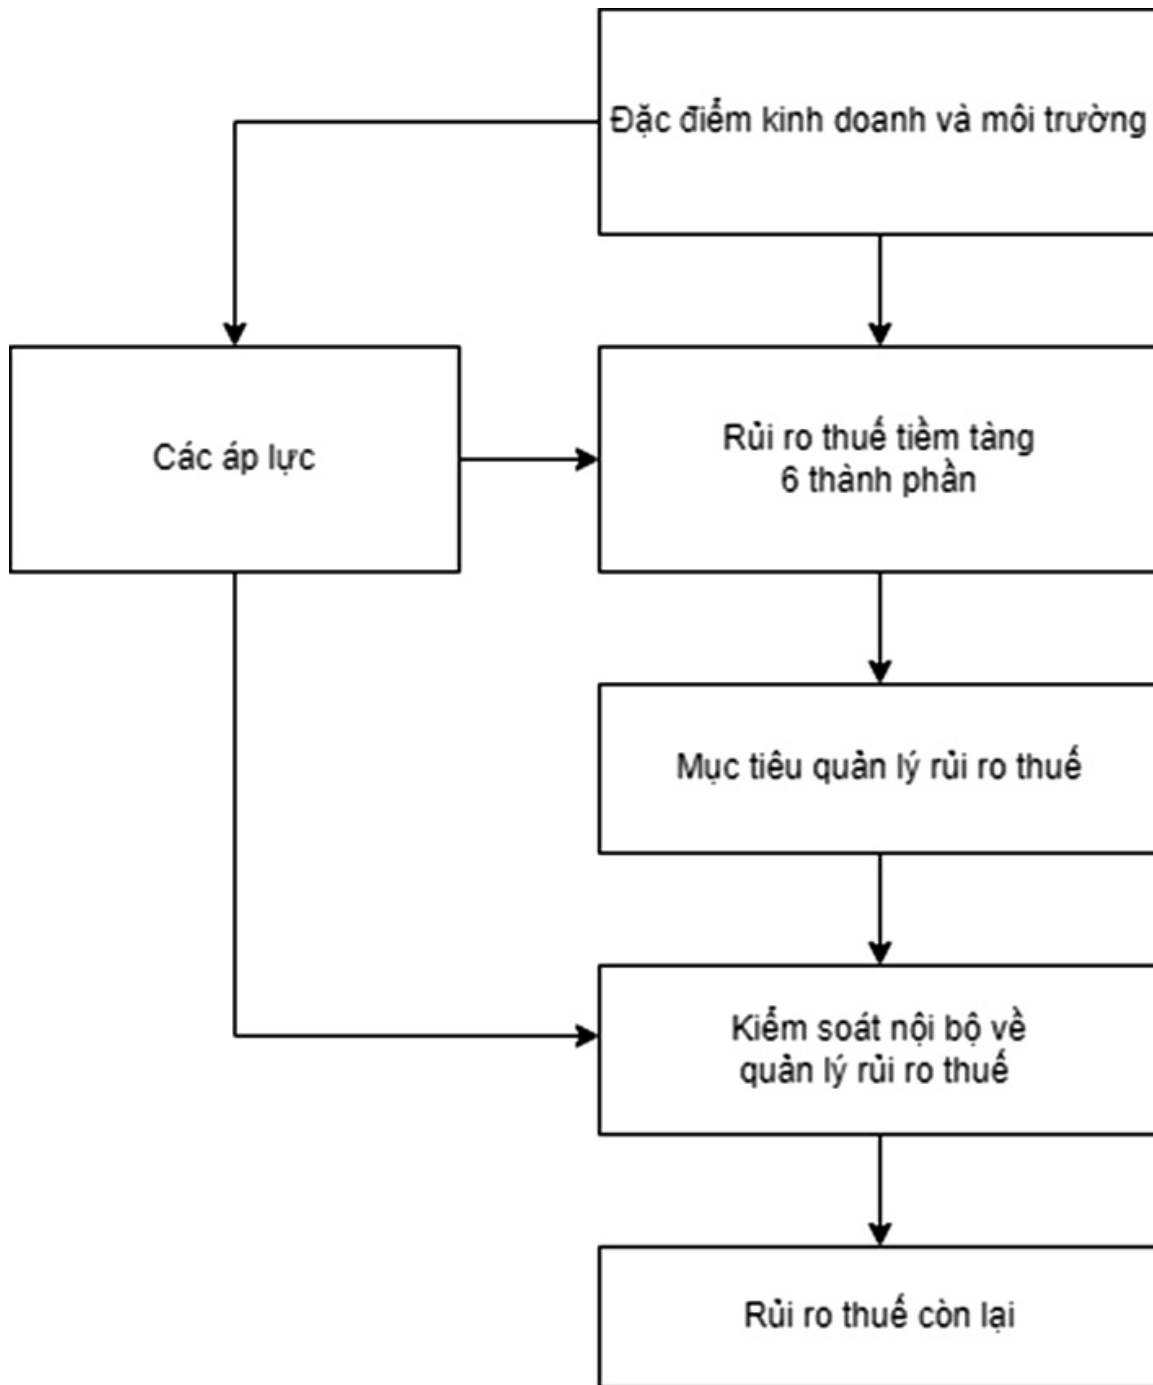 Đặc điểm kinh doanh và môi trường
Các áp lực
Rủi ro thuế tiềm tàng
6 thành phần
Mục tiêu quản lý rủi ro thuế
Kiểm soát nội bộ về
quản lý rủi ro thuế
Rủi ro thuế còn lại